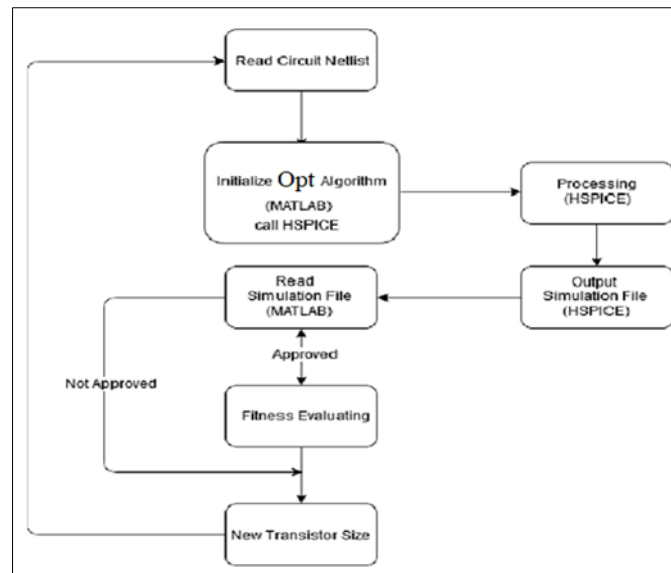 Read Circuit Netlist
Initialize Opt Algorithm
(MATLAB)
call HSPICE
Processing
(HSPICE)
Output
Simulation File
(HSPICE)
Read
Simulation File
(MATLAB)
Approved
Not Approved
Fitness Evaluating
New Transistor Size